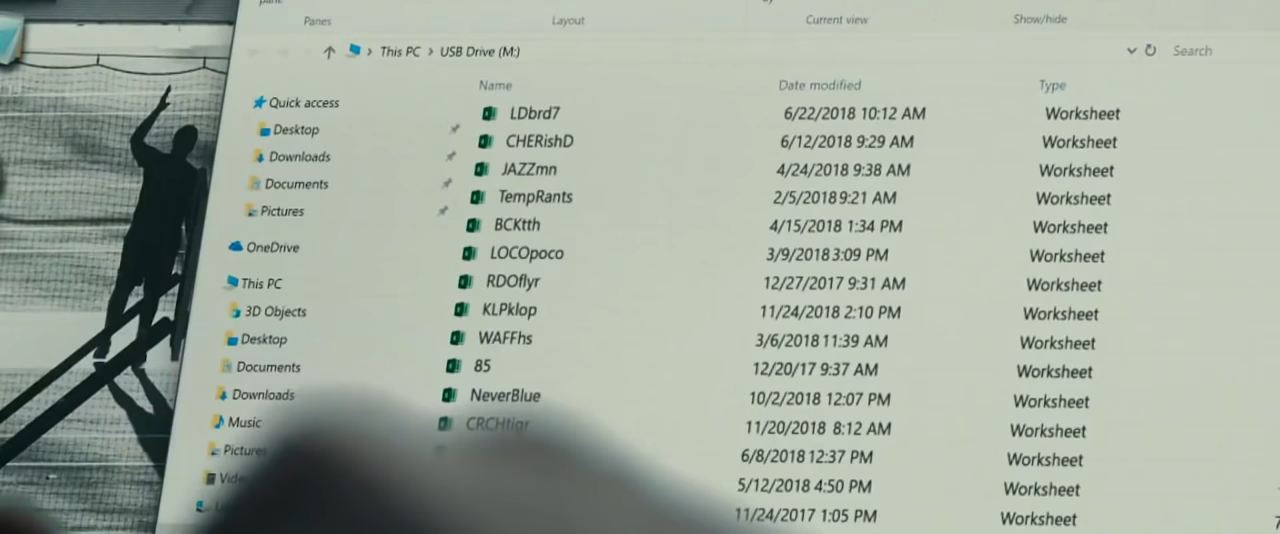 Panes Layout Current view Show/hide
This PC > USB Drive (M:) Search
Name Date modified Type
Quick access
Desktop
Downloads
Documents
Pictures
OneDrive
This PC
3D Objects
Desktop
Documents
Downloads
Music
Pictures
LDbrd7 6/22/2018 10:12 AM Worksheet
CHERishD 6/12/2018 9:29 AM Worksheet
JAZZmn 4/24/2018 9:38 AM Worksheet
TempRants 2/5/2018 9:21 AM Worksheet
BCKtth 4/15/2018 1:34 PM Worksheet
LOCOpoco 3/9/2018 3:09 PM Worksheet
RDOflyr 12/27/2017 9:31 AM Worksheet
KLPklop 11/24/2018 2:10 PM Worksheet
WAFFhs 3/6/2018 11:39 AM Worksheet
85 12/20/17 9:37 AM Worksheet
NeverBlue 10/2/2018 12:07 PM Worksheet
CRCHtigr 11/20/2018 8:12 AM Worksheet
6/8/2018 12:37 PM Worksheet
5/12/2018 4:50 PM Worksheet
11/24/2017 1:05 PM Worksheet